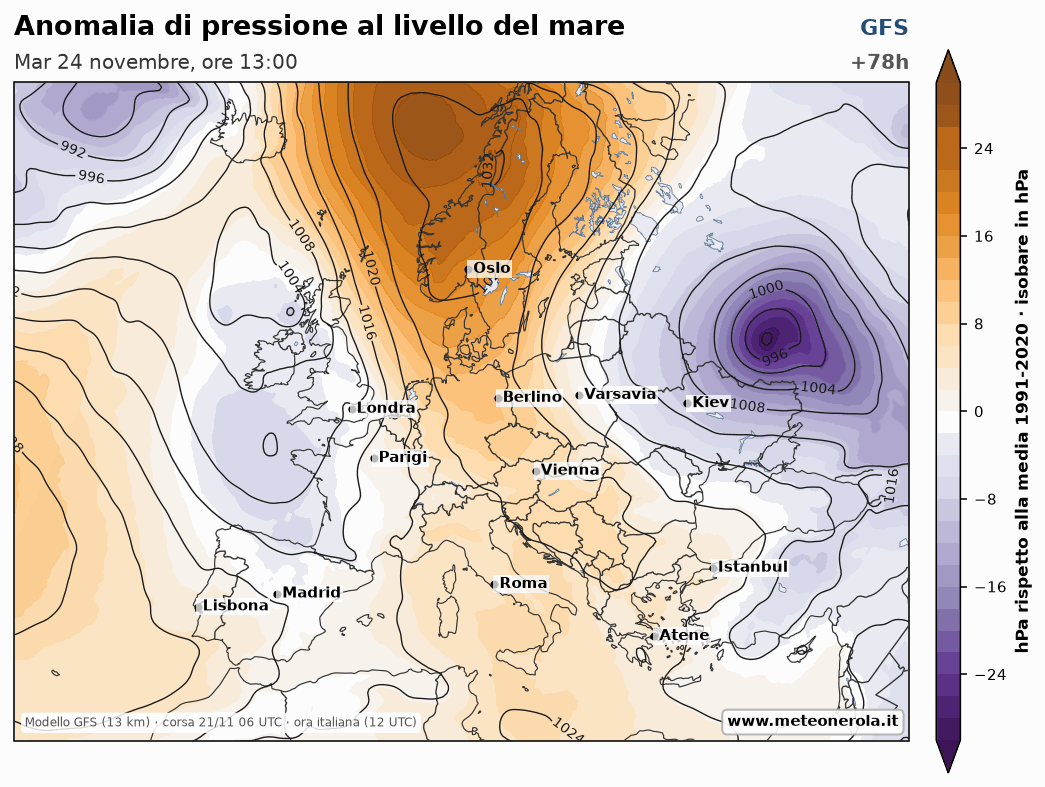 Anomalia di pressione al livello del mare
GFS
Mar 24 novembre, ore 13:00
+78h
992
996
1032
1008
1020
1004
1000
Oslo
1016
996
1004
Londra
Berlino
Varsavia
Kiev
1008
Parigi
Vienna
1016
Istanbul
Roma
Madrid
Lisbona
Atene
1024
Modello GFS (13 km) · corsa 21/11 06 UTC · ora italiana (12 UTC)
www.meteonerola.it
24
16
8
0
−8
−16
−24
hPa rispetto alla media 1991-2020 · isobare in hPa